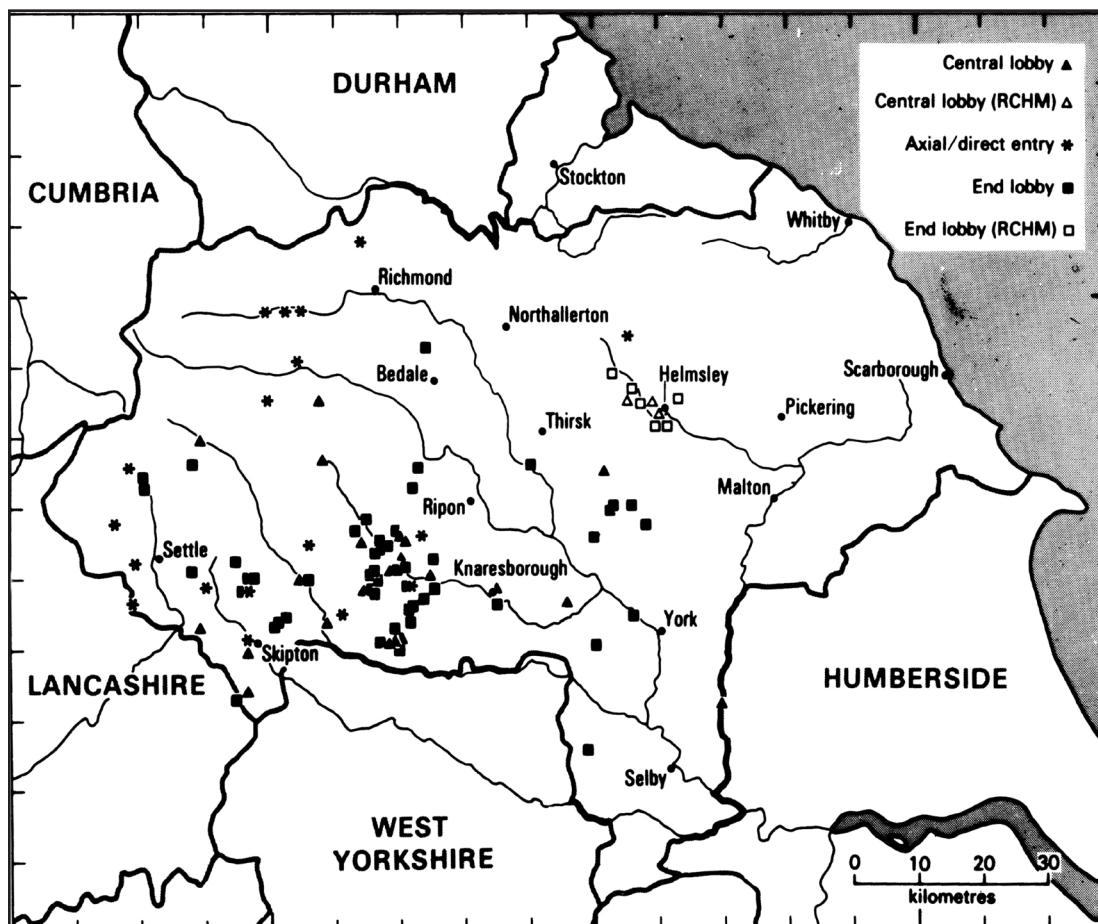 DURHAM
Central lobby ▲
Central lobby (RCHM) △
Axial/direct entry *
End lobby ■
End lobby (RCHM) □
CUMBRIA
Stockton
Whitby
Richmond
Northallerton
Bedale
Helmsley
Scarborough
Pickering
Thirsk
Malton
Ripon
Settle
Knaresborough
York
Skipton
LANCASHIRE
HUMBERSIDE
Selby
WEST
YORKSHIRE
0 10 20 30
kilometres